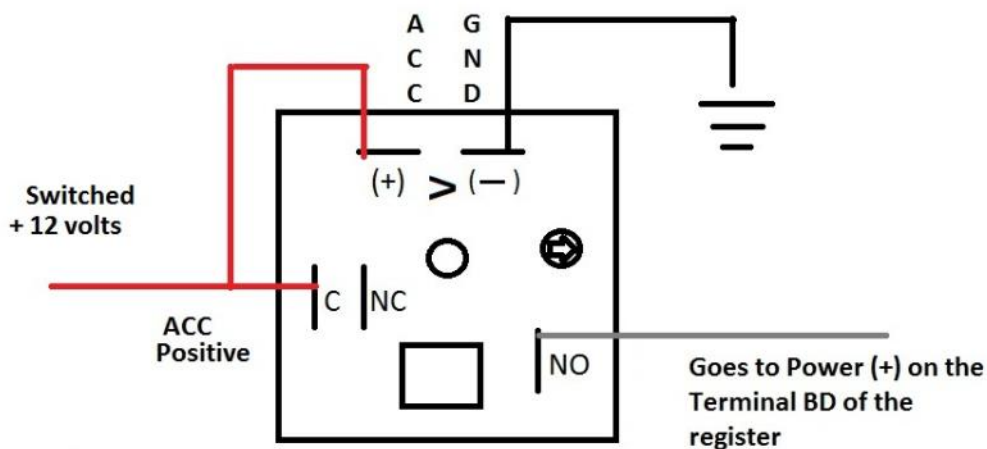 A G
C N
C D
(+) > (—)
Switched
+ 12 volts
C NC
ACC
Positive
NO
Goes to Power (+) on the
Terminal BD of the
register